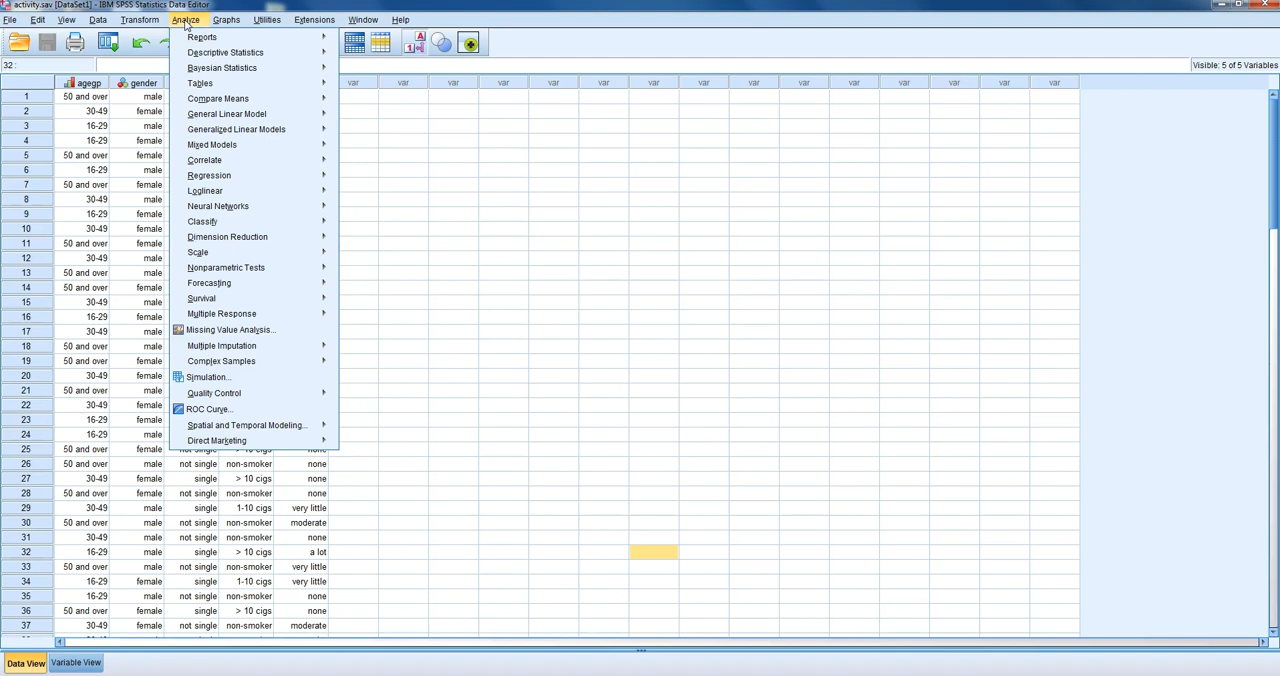 activity.sav [DataSet1] - IBM SPSS Statistics Data Editor
File Edit View Data Transform Analyze Graphs Utilities Extensions Window Help
32 :
Visible: 5 of 5 Variables
agegp gender var var var var var var var var var var var var var var var
Reports
Descriptive Statistics
Bayesian Statistics
Tables
Compare Means
General Linear Model
Generalized Linear Models
Mixed Models
Correlate
Regression
Loglinear
Neural Networks
Classify
Dimension Reduction
Scale
Nonparametric Tests
Forecasting
Survival
Multiple Response
Missing Value Analysis...
Multiple Imputation
Complex Samples
Simulation...
Quality Control
ROC Curve...
Spatial and Temporal Modeling...
Direct Marketing
1 50 and over male
2 30-49 female
3 16-29 male
4 16-29 female
5 50 and over female
6 16-29 male
7 50 and over female
8 30-49 male
9 16-29 female
10 30-49 female
11 50 and over female
12 30-49 male
13 50 and over male
14 50 and over female
15 30-49 male
16 16-29 female
17 30-49 male
18 50 and over male
19 50 and over female
20 30-49 female
21 50 and over male
22 30-49 female
23 16-29 male
24 16-29 male
25 50 and over female not single > 10 cigs none
26 50 and over male not single non-smoker none
27 30-49 female single > 10 cigs none
28 50 and over female not single non-smoker none
29 30-49 male single 1-10 cigs very little
30 50 and over male not single non-smoker moderate
31 30-49 male not single non-smoker none
32 16-29 male single > 10 cigs a lot
33 50 and over male not single non-smoker very little
34 16-29 female single 1-10 cigs very little
35 16-29 male not single non-smoker none
36 50 and over female single > 10 cigs none
37 30-49 female not single non-smoker moderate
Data View Variable View